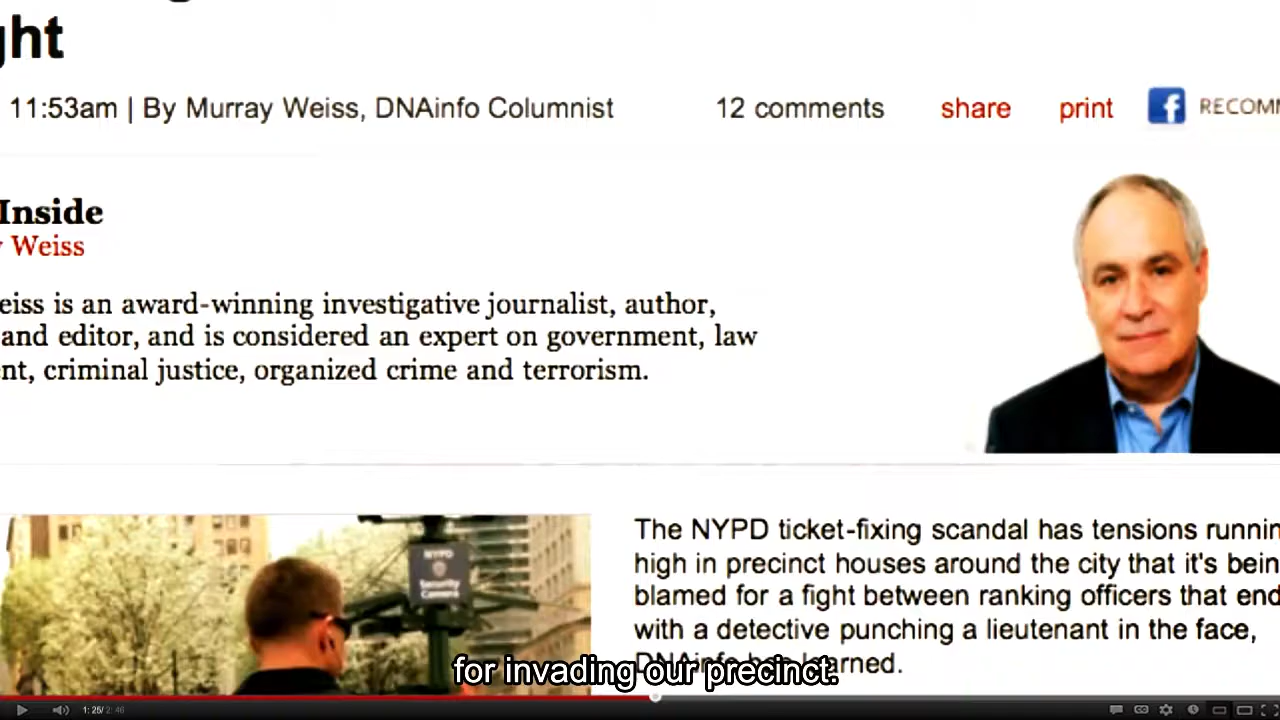 ght
11:53am | By Murray Weiss, DNAinfo Columnist 12 comments share print f RECOMM
Inside
y Weiss
eiss is an award-winning investigative journalist, author,
and editor, and is considered an expert on government, law
nt, criminal justice, organized crime and terrorism.
NYPD
Security
Camera
The NYPD ticket-fixing scandal has tensions runnin
high in precinct houses around the city that it's bein
blamed for a fight between ranking officers that end
with a detective punching a lieutenant in the face,
DNAinfo has learned.
for invading our precinct.
1:25 / 2:46